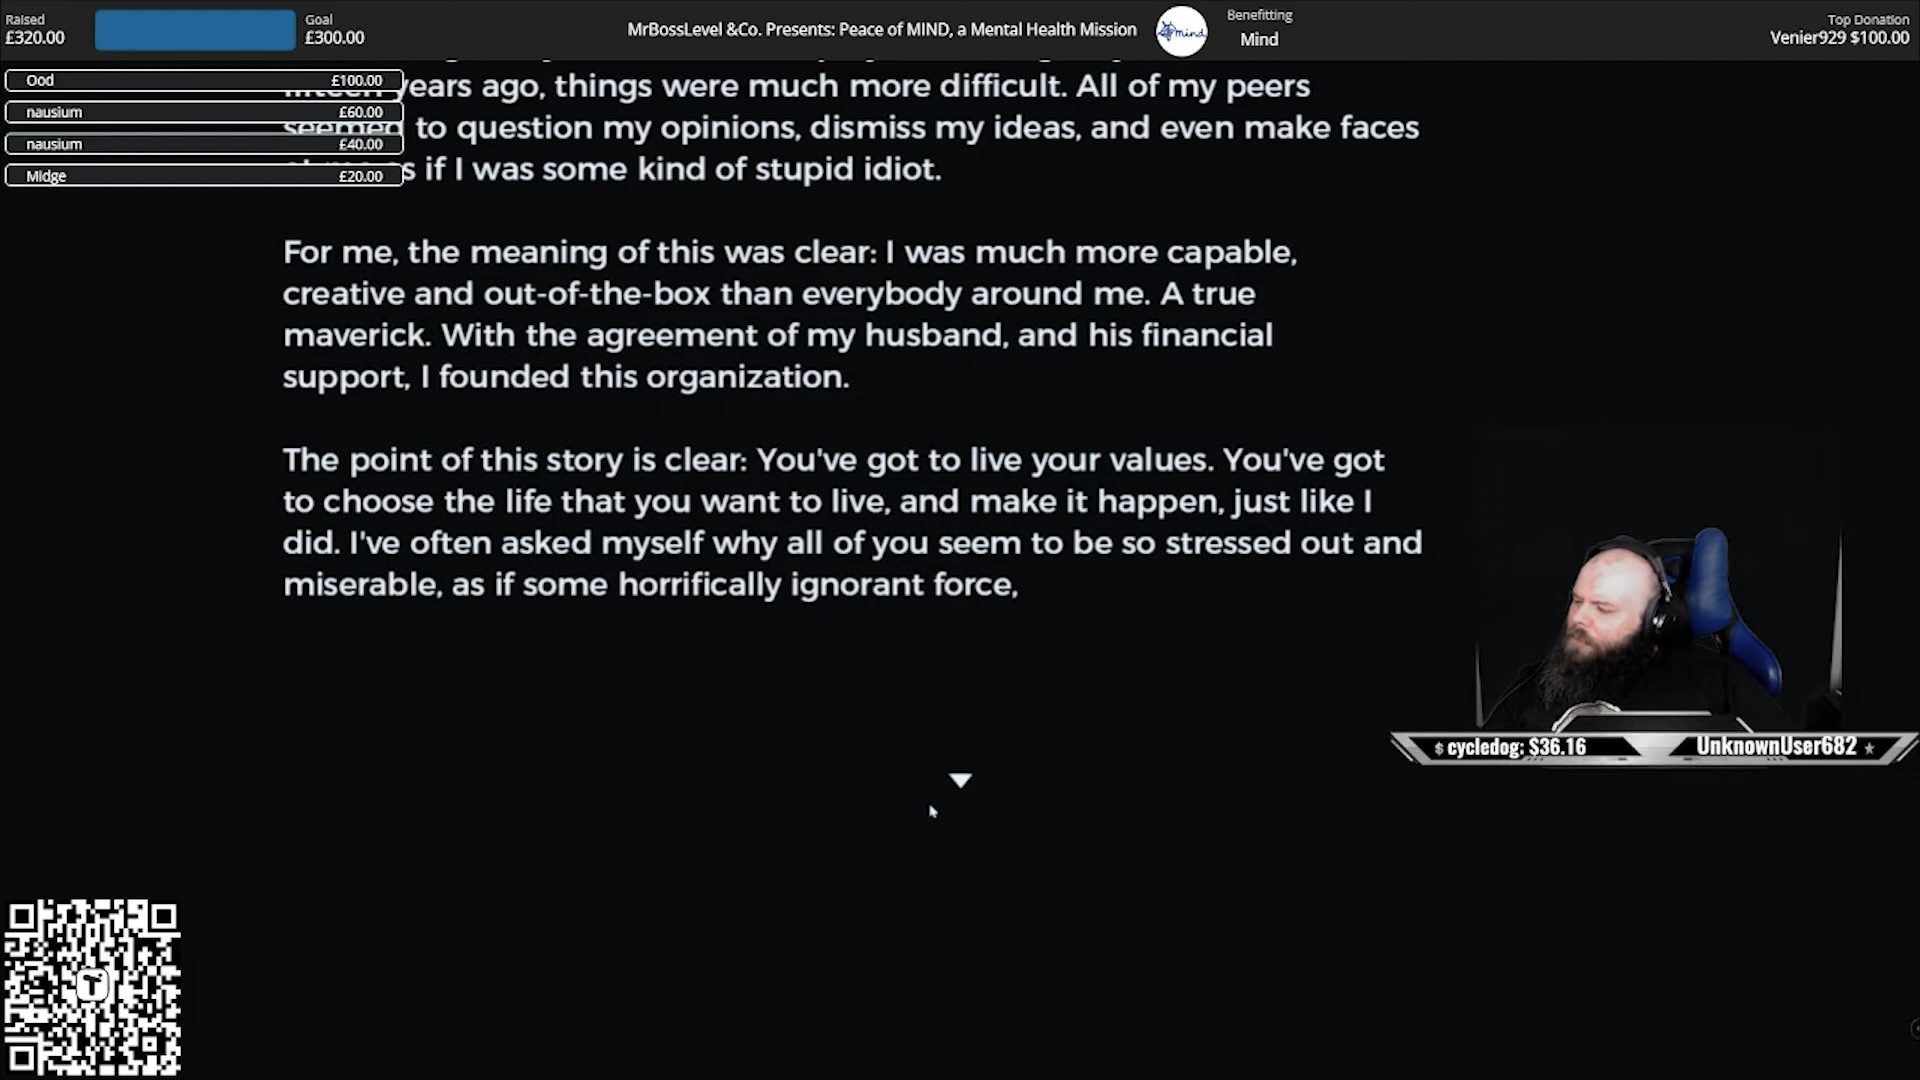 Raised
£320.00
Goal
£300.00
MrBossLevel &Co. Presents: Peace of MIND, a Mental Health Mission
mind
Benefitting
Mind
Top Donation
Venier929 $100.00
Ood £100.00
nausium £60.00
nausium £40.00
Midge £20.00
fifteen years ago, things were much more difficult. All of my peers
seemed to question my opinions, dismiss my ideas, and even make faces
as if I was some kind of stupid idiot.
For me, the meaning of this was clear: I was much more capable,
creative and out-of-the-box than everybody around me. A true
maverick. With the agreement of my husband, and his financial
support, I founded this organization.
The point of this story is clear: You've got to live your values. You've got
to choose the life that you want to live, and make it happen, just like I
did. I've often asked myself why all of you seem to be so stressed out and
miserable, as if some horrifically ignorant force,
$ cycledog: $36.16
UnknownUser682